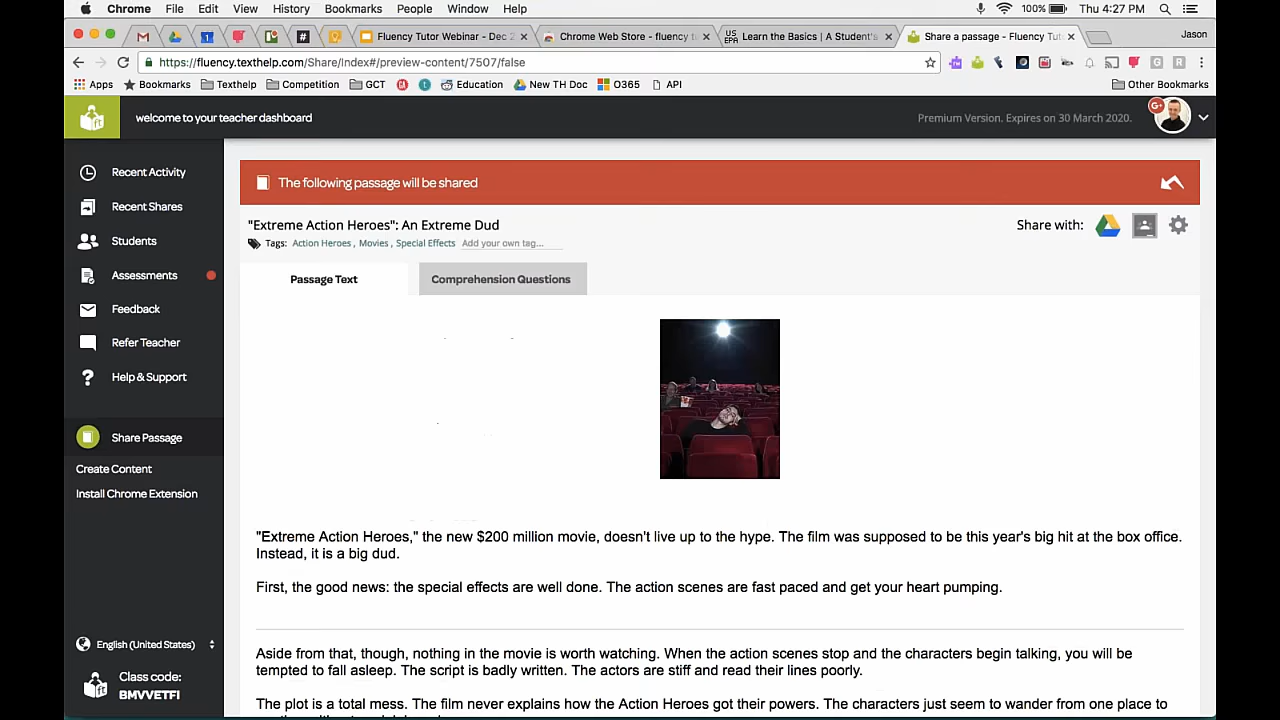 Chrome File Edit View History Bookmarks People Window Help 100% Thu 4:27 PM
Fluency Tutor Webinar - Dec 2 Chrome Web Store - fluency t US EPA Learn the Basics | A Student's Share a passage - Fluency Tut Jason
https://fluency.texthelp.com/Share/Index#/preview-content/7507/false
Apps Bookmarks Texthelp Competition GCT Education New TH Doc O365 API Other Bookmarks
welcome to your teacher dashboard Premium Version. Expires on 30 March 2020.
Recent Activity
Recent Shares
Students
Assessments
Feedback
Refer Teacher
Help & Support
Share Passage
Create Content
Install Chrome Extension
English (United States)
Class code:
BMVVETFI
The following passage will be shared
"Extreme Action Heroes": An Extreme Dud
Share with:
Tags: Action Heroes , Movies , Special Effects Add your own tag...
Passage Text Comprehension Questions
"Extreme Action Heroes," the new $200 million movie, doesn't live up to the hype. The film was supposed to be this year's big hit at the box office.
Instead, it is a big dud.
First, the good news: the special effects are well done. The action scenes are fast paced and get your heart pumping.
Aside from that, though, nothing in the movie is worth watching. When the action scenes stop and the characters begin talking, you will be
tempted to fall asleep. The script is badly written. The actors are stiff and read their lines poorly.
The plot is a total mess. The film never explains how the Action Heroes got their powers. The characters just seem to wander from one place to